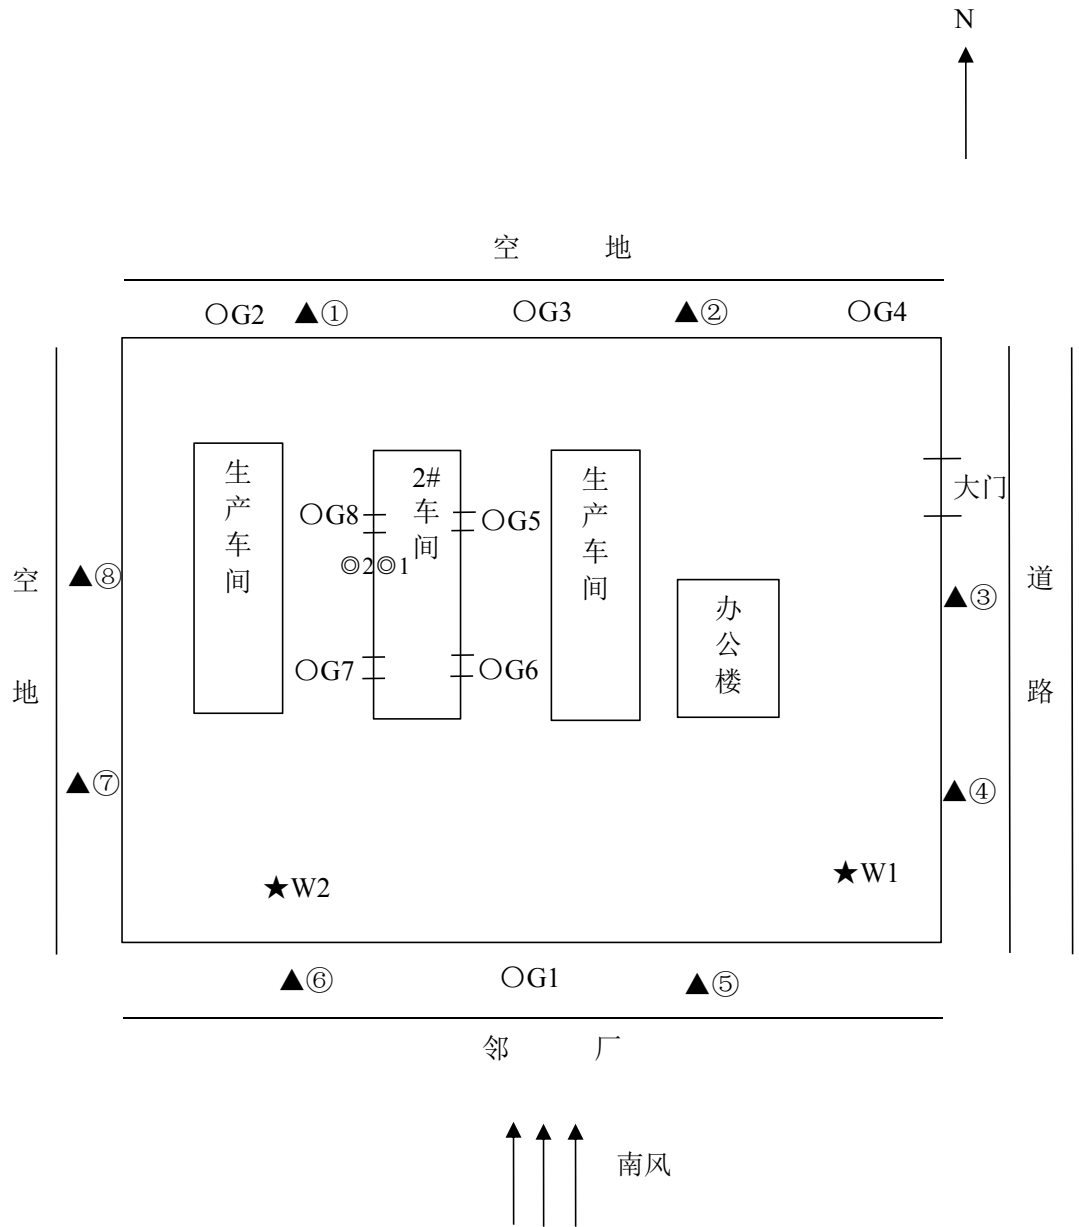 N
空 地
○G2 ▲① ○G3 ▲② ○G4
生产车间
2#车间
生产车间
大门
○G8
○G5
◎2◎1
空地
▲⑧
办公楼
▲③
道路
○G7
○G6
▲⑦
▲④
★W2
★W1
▲⑥ ○G1 ▲⑤
邻 厂
南风